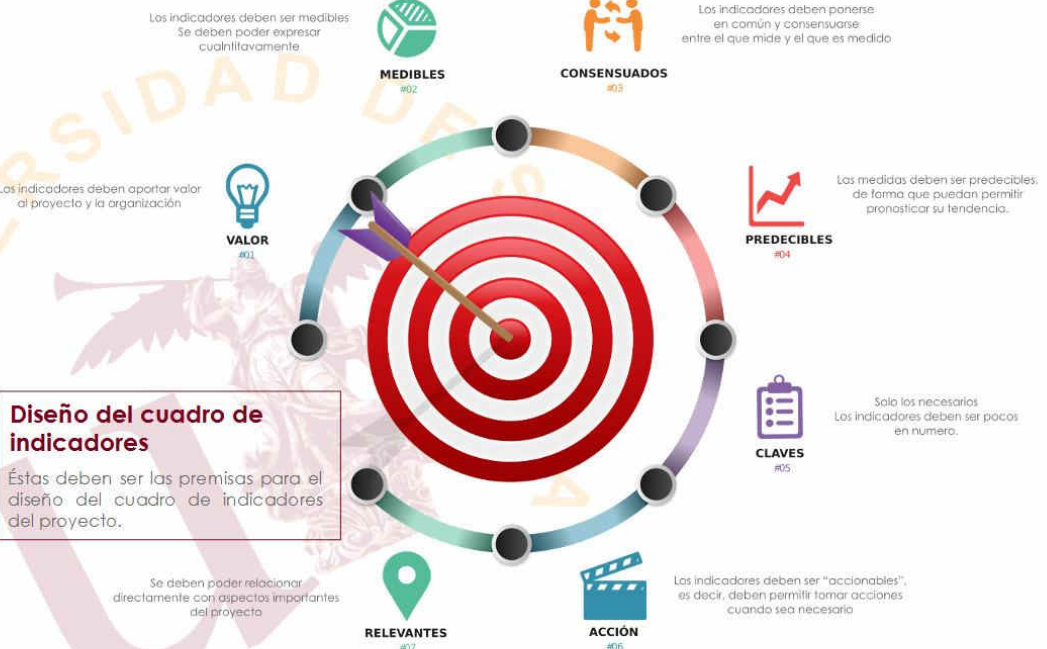 Los indicadores deben ser medibles
Se deben poder expresar
cualntitavamente
MEDIBLES
#02
Los indicadores deben ponerse
en común y consensuarse
entre el que mide y el que es medido
CONSENSUADOS
#03
Los indicadores deben aportar valor
al proyecto y la organización
VALOR
#01
Las medidas deben ser predecibles,
de forma que puedan permitir
pronosticar su tendencia.
PREDECIBLES
#04
Diseño del cuadro de
indicadores
Éstas deben ser las premisas para el
diseño del cuadro de indicadores
del proyecto.
Solo los necesarios
Los indicadores deben ser pocos
en numero.
CLAVES
#05
Se deben poder relacionar
directamente con aspectos importantes
del proyecto
RELEVANTES
#07
Los indicadores deben ser “accionables”,
es decir, deben permitir tomar acciones
cuando sea necesario
ACCIÓN
#06